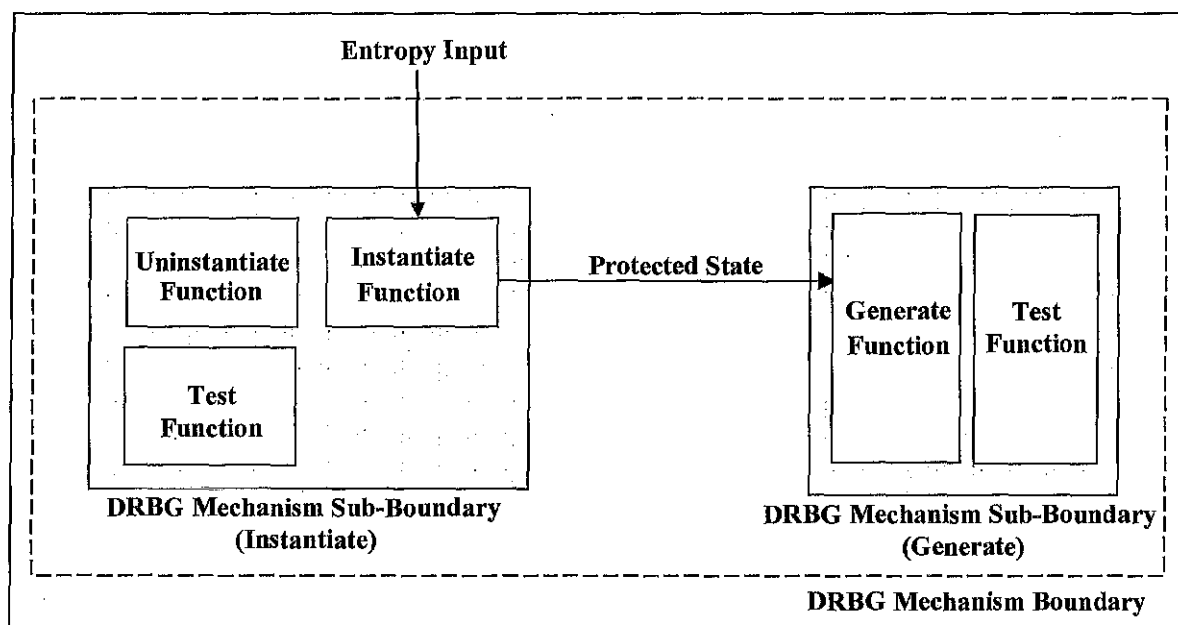 Entropy Input
Uninstantiate
Function
Instantiate
Function
Test
Function
Protected State
Generate
Function
Test
Function
DRBG Mechanism Sub-Boundary
(Instantiate)
DRBG Mechanism Sub-Boundary
(Generate)
DRBG Mechanism Boundary